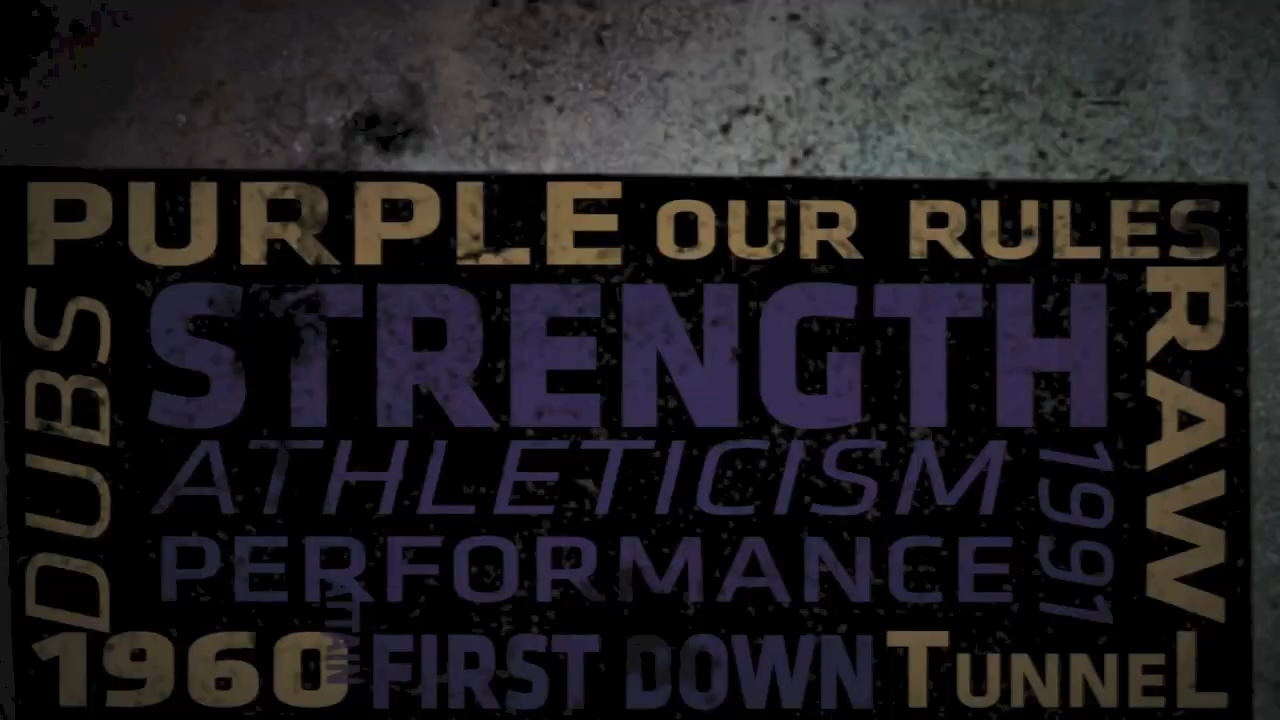 PURPLE OUR RULES
DUBS
STRENGTH
RAW
ATHLETICISM
1991
PERFORMANCE
1960
FIRST DOWN
TUNNEL